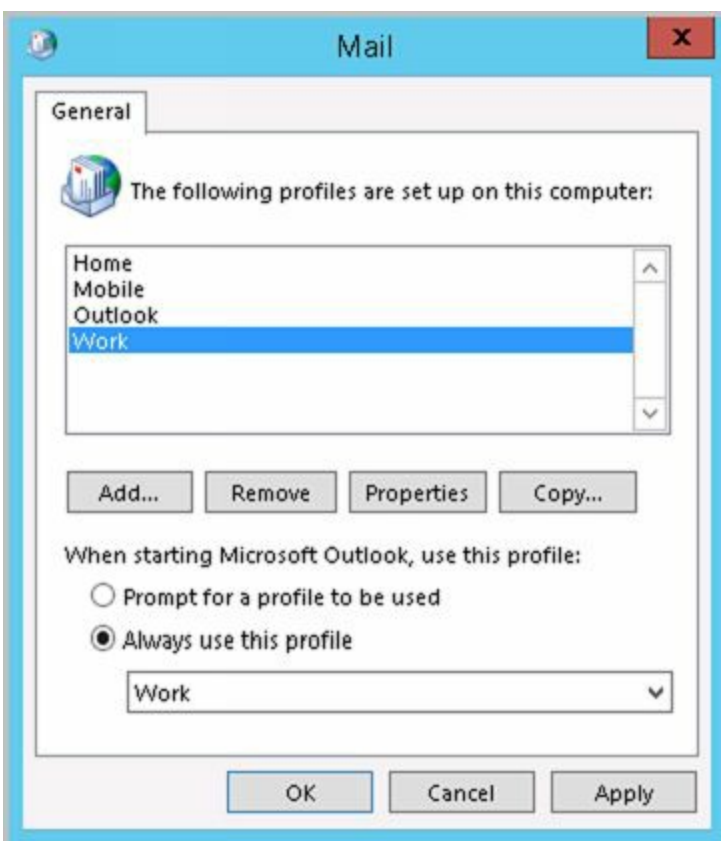 Mail
General
The following profiles are set up on this computer:
Home
Mobile
Outlook
Work
Add... Remove Properties Copy...
When starting Microsoft Outlook, use this profile:
Prompt for a profile to be used
Always use this profile
Work
OK Cancel Apply